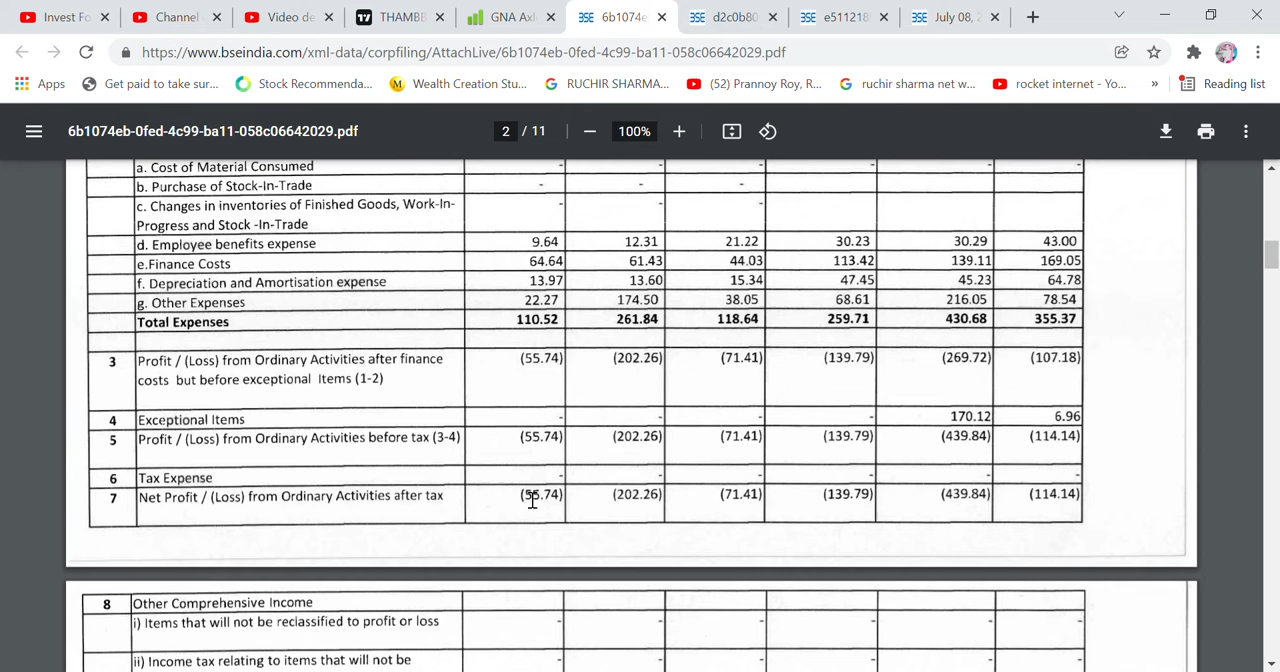 Invest Fo
Channel
Video de
THAMBB
GNA Axl
6b1074e
d2c0b80
e511218
July 08, 2
https://www.bseindia.com/xml-data/corpfiling/AttachLive/6b1074eb-0fed-4c99-ba11-058c06642029.pdf
Apps Get paid to take sur... Stock Recommenda... Wealth Creation Stu... RUCHIR SHARMA... (52) Prannoy Roy, R... ruchir sharma net w... rocket internet - Yo... » Reading list
6b1074eb-0fed-4c99-ba11-058c06642029.pdf 2 / 11 100%
a. Cost of Material Consumed - - - - - -
b. Purchase of Stock-In-Trade - - -
c. Changes in inventories of Finished Goods, Work-In- - - -
Progress and Stock -In-Trade
d. Employee benefits expense 9.64 12.31 21.22 30.23 30.29 43.00
e.Finance Costs 64.64 61.43 44.03 113.42 139.11 169.05
f. Depreciation and Amortisation expense 13.97 13.60 15.34 47.45 45.23 64.78
g. Other Expenses 22.27 174.50 38.05 68.61 216.05 78.54
Total Expenses 110.52 261.84 118.64 259.71 430.68 355.37
3 Profit / (Loss) from Ordinary Activities after finance (55.74) (202.26) (71.41) (139.79) (269.72) (107.18)
costs but before exceptional Items (1-2)
4 Exceptional Items - - - - 170.12 6.96
5 Profit / (Loss) from Ordinary Activities before tax (3-4) (55.74) (202.26) (71.41) (139.79) (439.84) (114.14)
6 Tax Expense - - - - - -
7 Net Profit / (Loss) from Ordinary Activities after tax (55.74) (202.26) (71.41) (139.79) (439.84) (114.14)
8 Other Comprehensive Income
i) Items that will not be reclassified to profit or loss - - - - - -
ii) Income tax relating to items that will not be - - - - - -